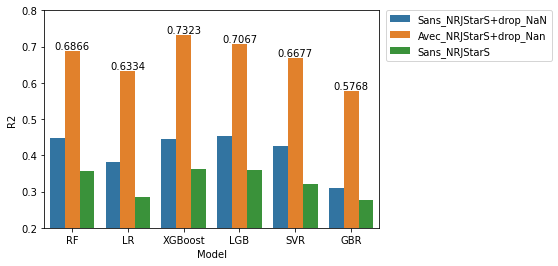 0.8
0.7
0.6
0.5
0.4
0.3
0.2
R2
0.6866
0.6334
0.7323
0.7067
0.6677
0.5768
RF LR XGBoost LGB SVR GBR
Model
Sans_NRJStarS+drop_NaN
Avec_NRJStarS+drop_Nan
Sans_NRJStarS